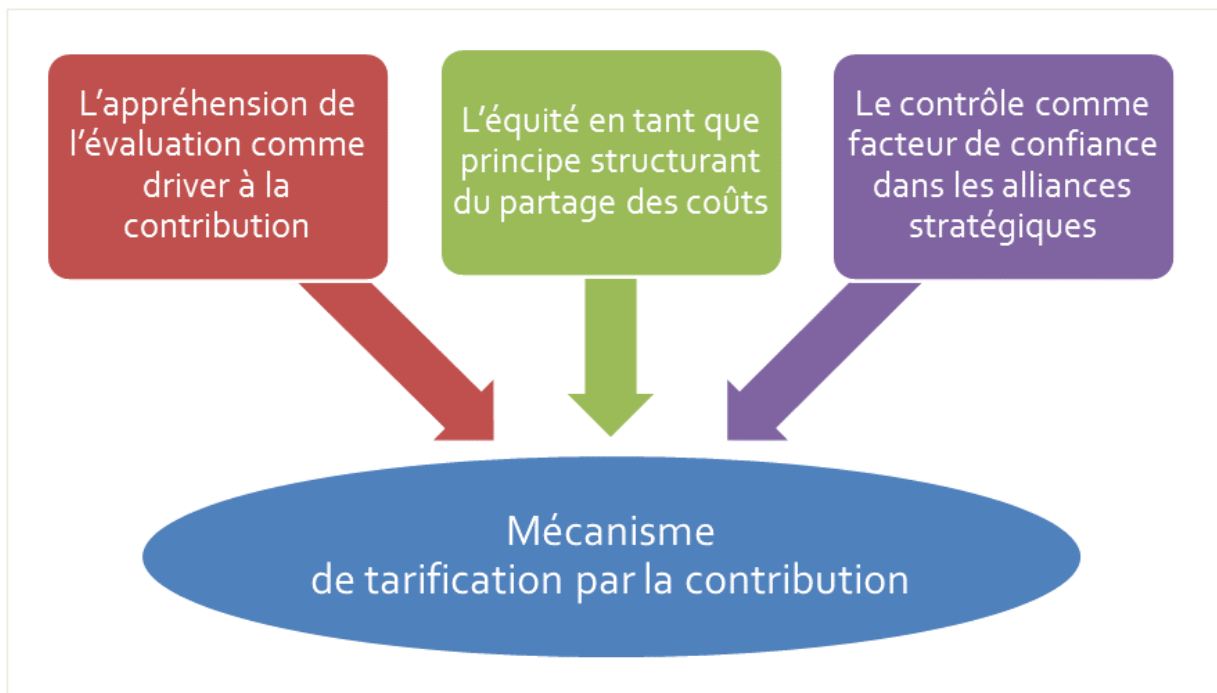 L'appréhension de
l'évaluation comme
driver à la
contribution
L'équité en tant que
principe structurant
du partage des coûts
Le contrôle comme
facteur de confiance
dans les alliances
stratégiques
Mécanisme
de tarification par la contribution